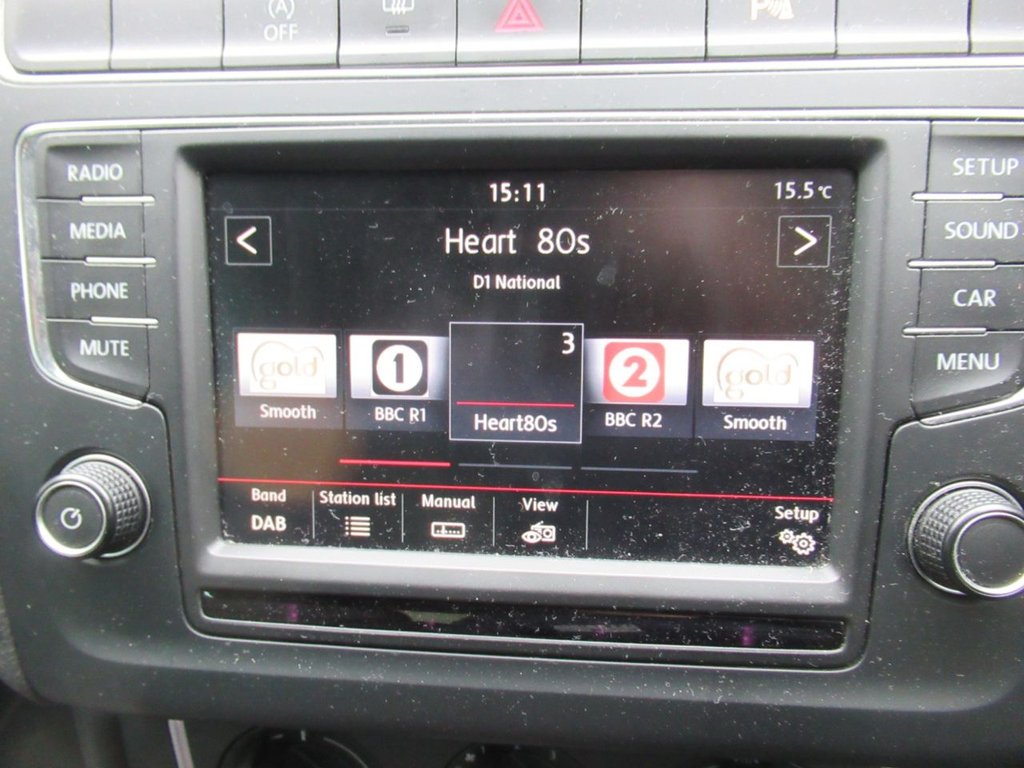 A
OFF
P
RADIO
MEDIA
PHONE
MUTE
SETUP
SOUND
CAR
MENU
15:11
15.5°C
<
Heart 80s
>
D1 National
gold
Smooth
1
BBC R1
3
Heart80s
2
BBC R2
gold
Smooth
Band
DAB
Station list
Manual
View
Setup